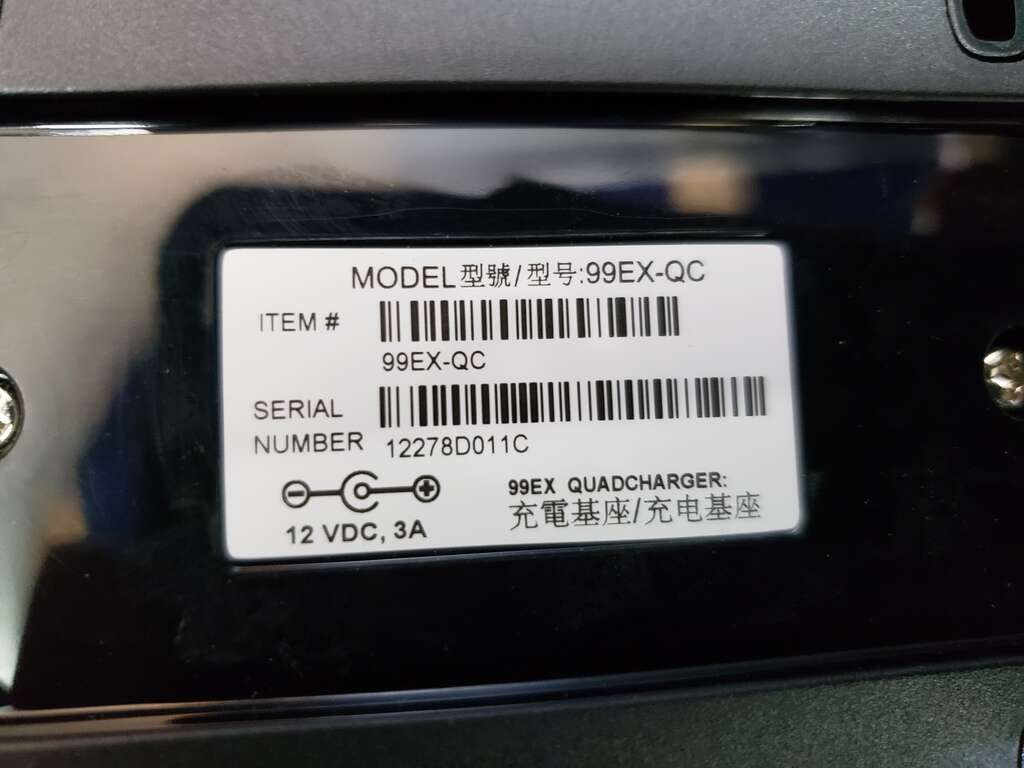 MODEL型號/型号:99EX-QC
ITEM #
99EX-QC
SERIAL
NUMBER 12278D011C
12 VDC, 3A
99EX QUADCHARGER:
充電基座/充电基座